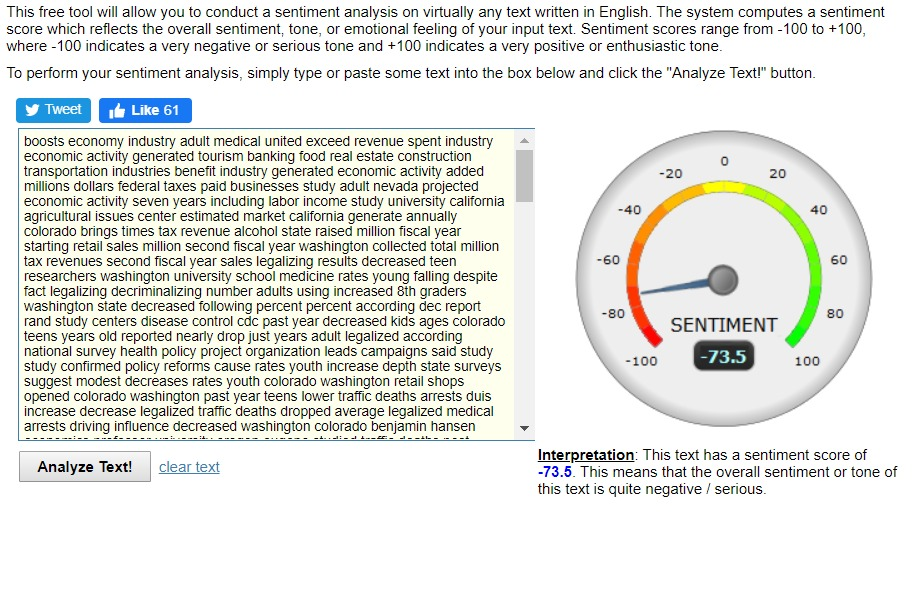 This free tool will allow you to conduct a sentiment analysis on virtually any text written in English. The system computes a sentiment
score which reflects the overall sentiment, tone, or emotional feeling of your input text. Sentiment scores range from -100 to +100,
where -100 indicates a very negative or serious tone and +100 indicates a very positive or enthusiastic tone.
To perform your sentiment analysis, simply type or paste some text into the box below and click the "Analyze Text!" button.
Tweet
Like 61
boosts economy industry adult medical united exceed revenue spent industry
economic activity generated tourism banking food real estate construction
transportation industries benefit industry generated economic activity added
millions dollars federal taxes paid businesses study adult nevada projected
economic activity seven years including labor income study university california
agricultural issues center estimated market california generate annually
colorado brings times tax revenue alcohol state raised million fiscal year
starting retail sales million second fiscal year washington collected total million
tax revenues second fiscal year sales legalizing results decreased teen
researchers washington university school medicine rates young falling despite
fact legalizing decriminalizing number adults using increased 8th graders
washington state decreased following percent percent according dec report
rand study centers disease control cdc past year decreased kids ages colorado
teens years old reported nearly drop just years adult legalized according
national survey health policy project organization leads campaigns said study
study confirmed policy reforms cause rates youth increase depth state surveys
suggest modest decreases rates youth colorado washington retail shops
opened colorado washington past year teens lower traffic deaths arrests duis
increase decrease legalized traffic deaths dropped average legalized medical
arrests driving influence decreased washington colorado benjamin hansen
-100
-80
-60
-40
-20
0
20
40
60
80
100
SENTIMENT
-73.5
Analyze Text!
clear text
Interpretation: This text has a sentiment score of
-73.5. This means that the overall sentiment or tone of
this text is quite negative / serious.